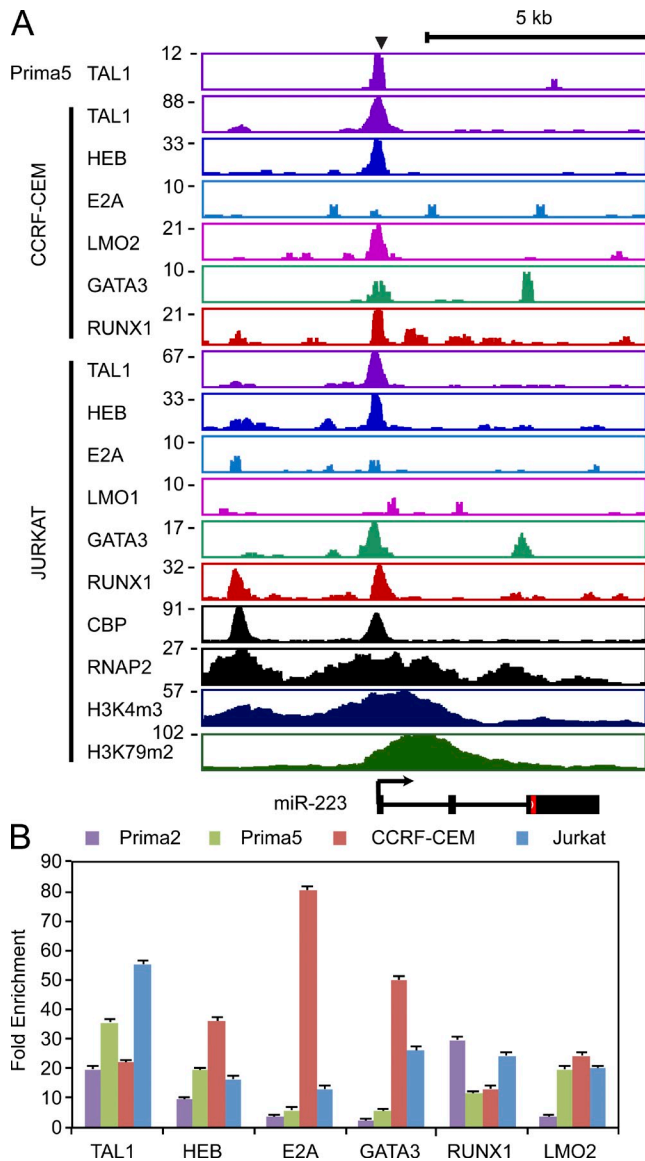 A
5 kb
Prima5 TAL1 12 -
CCRF-CEM
TAL1 88 -
HEB 33 -
E2A 10 -
LMO2 21 -
GATA3 10 -
RUNX1 21 -
JURKAT
TAL1 67 -
HEB 33 -
E2A 10 -
LMO1 10 -
GATA3 17 -
RUNX1 32 -
CBP 91 -
RNAP2 27 -
H3K4m3 57 -
H3K79m2 102 -
miR-223
B
Prima2 Prima5 CCRF-CEM Jurkat
Fold Enrichment
90
80
70
60
50
40
30
20
10
0
TAL1 HEB E2A GATA3 RUNX1 LMO2